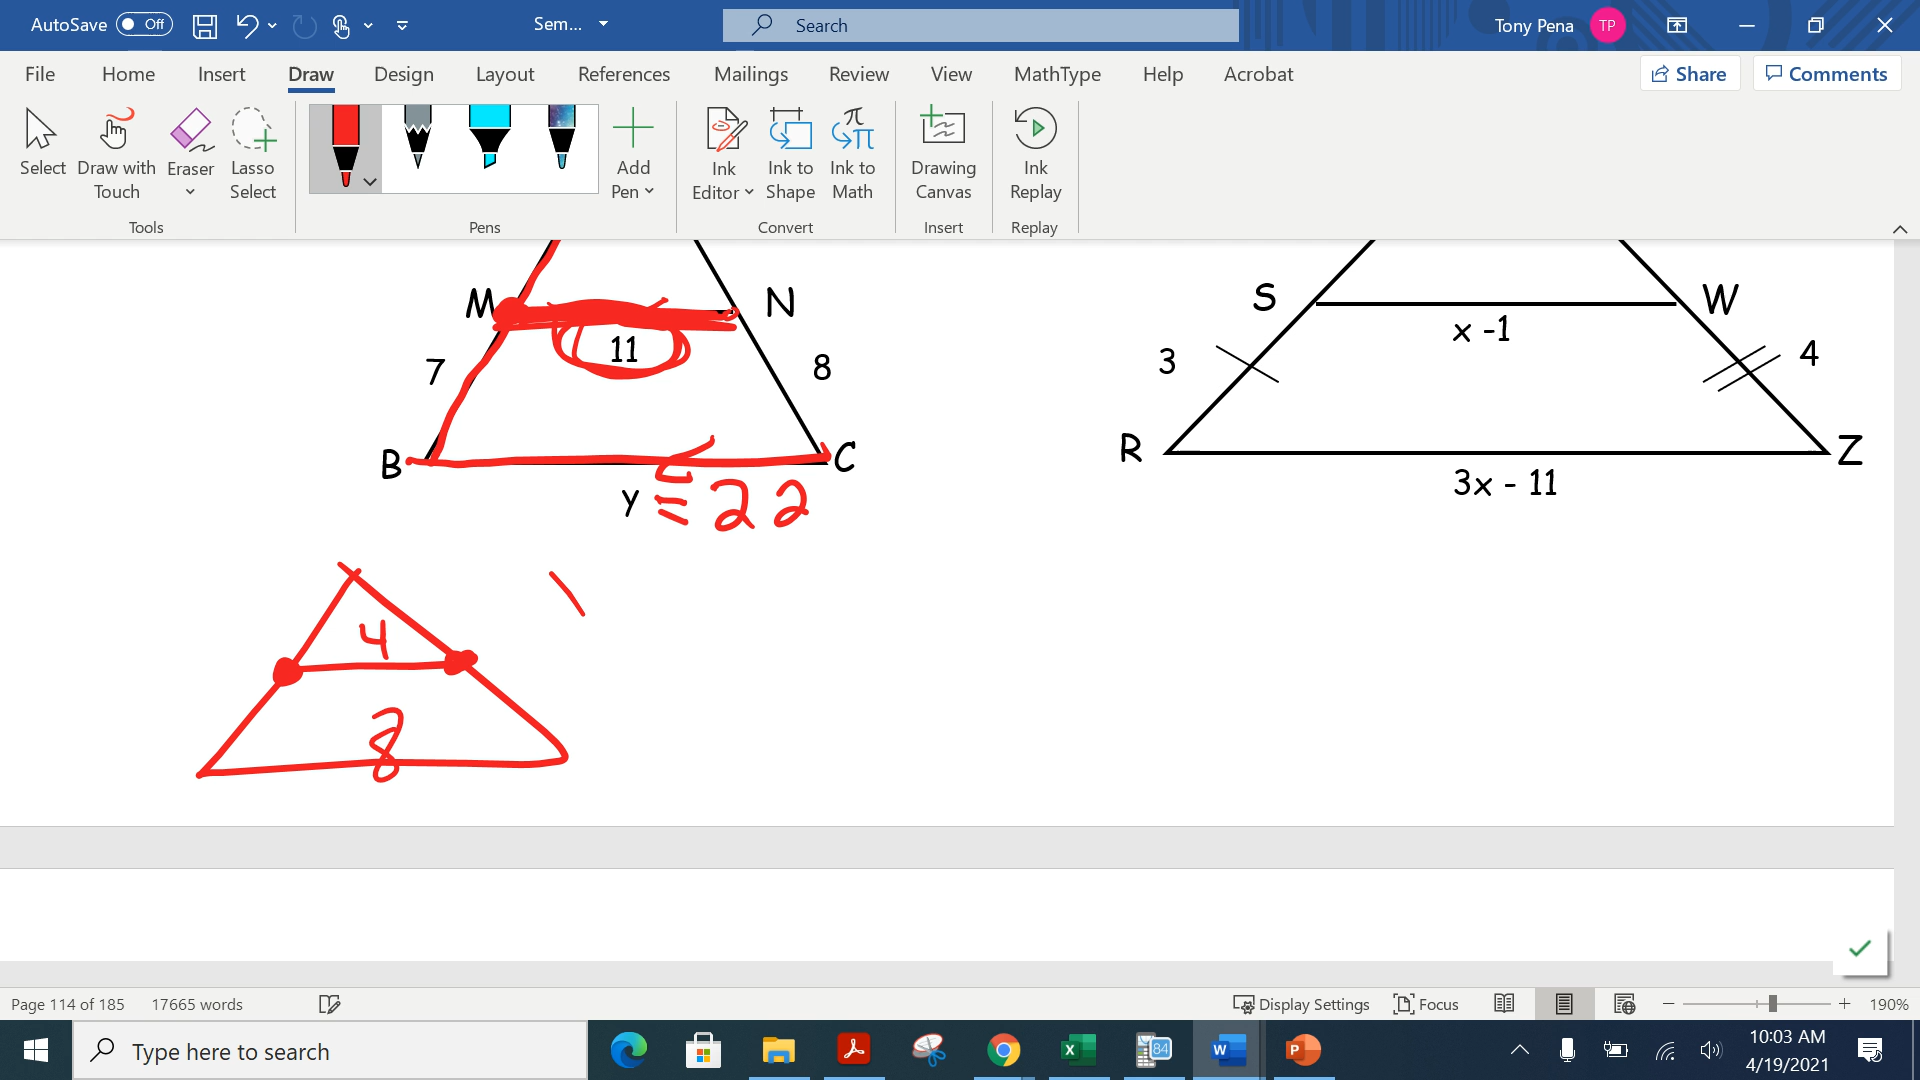 AutoSave Off Sem... Search Tony Pena TP
File Home Insert Draw Design Layout References Mailings Review View MathType Help Acrobat Share Comments
Select Draw with Touch Eraser Lasso Select Add Pen Ink Editor Ink to Shape π π Ink to Math Drawing Canvas Ink Replay
Tools Pens Convert Insert Replay
M N
11
7 8
B C
y = 22
S W
x -1
3 4
R Z
3x - 11
4
8
Page 114 of 185 17665 words Display Settings Focus 190%
Type here to search 84 10:03 AM
4/19/2021